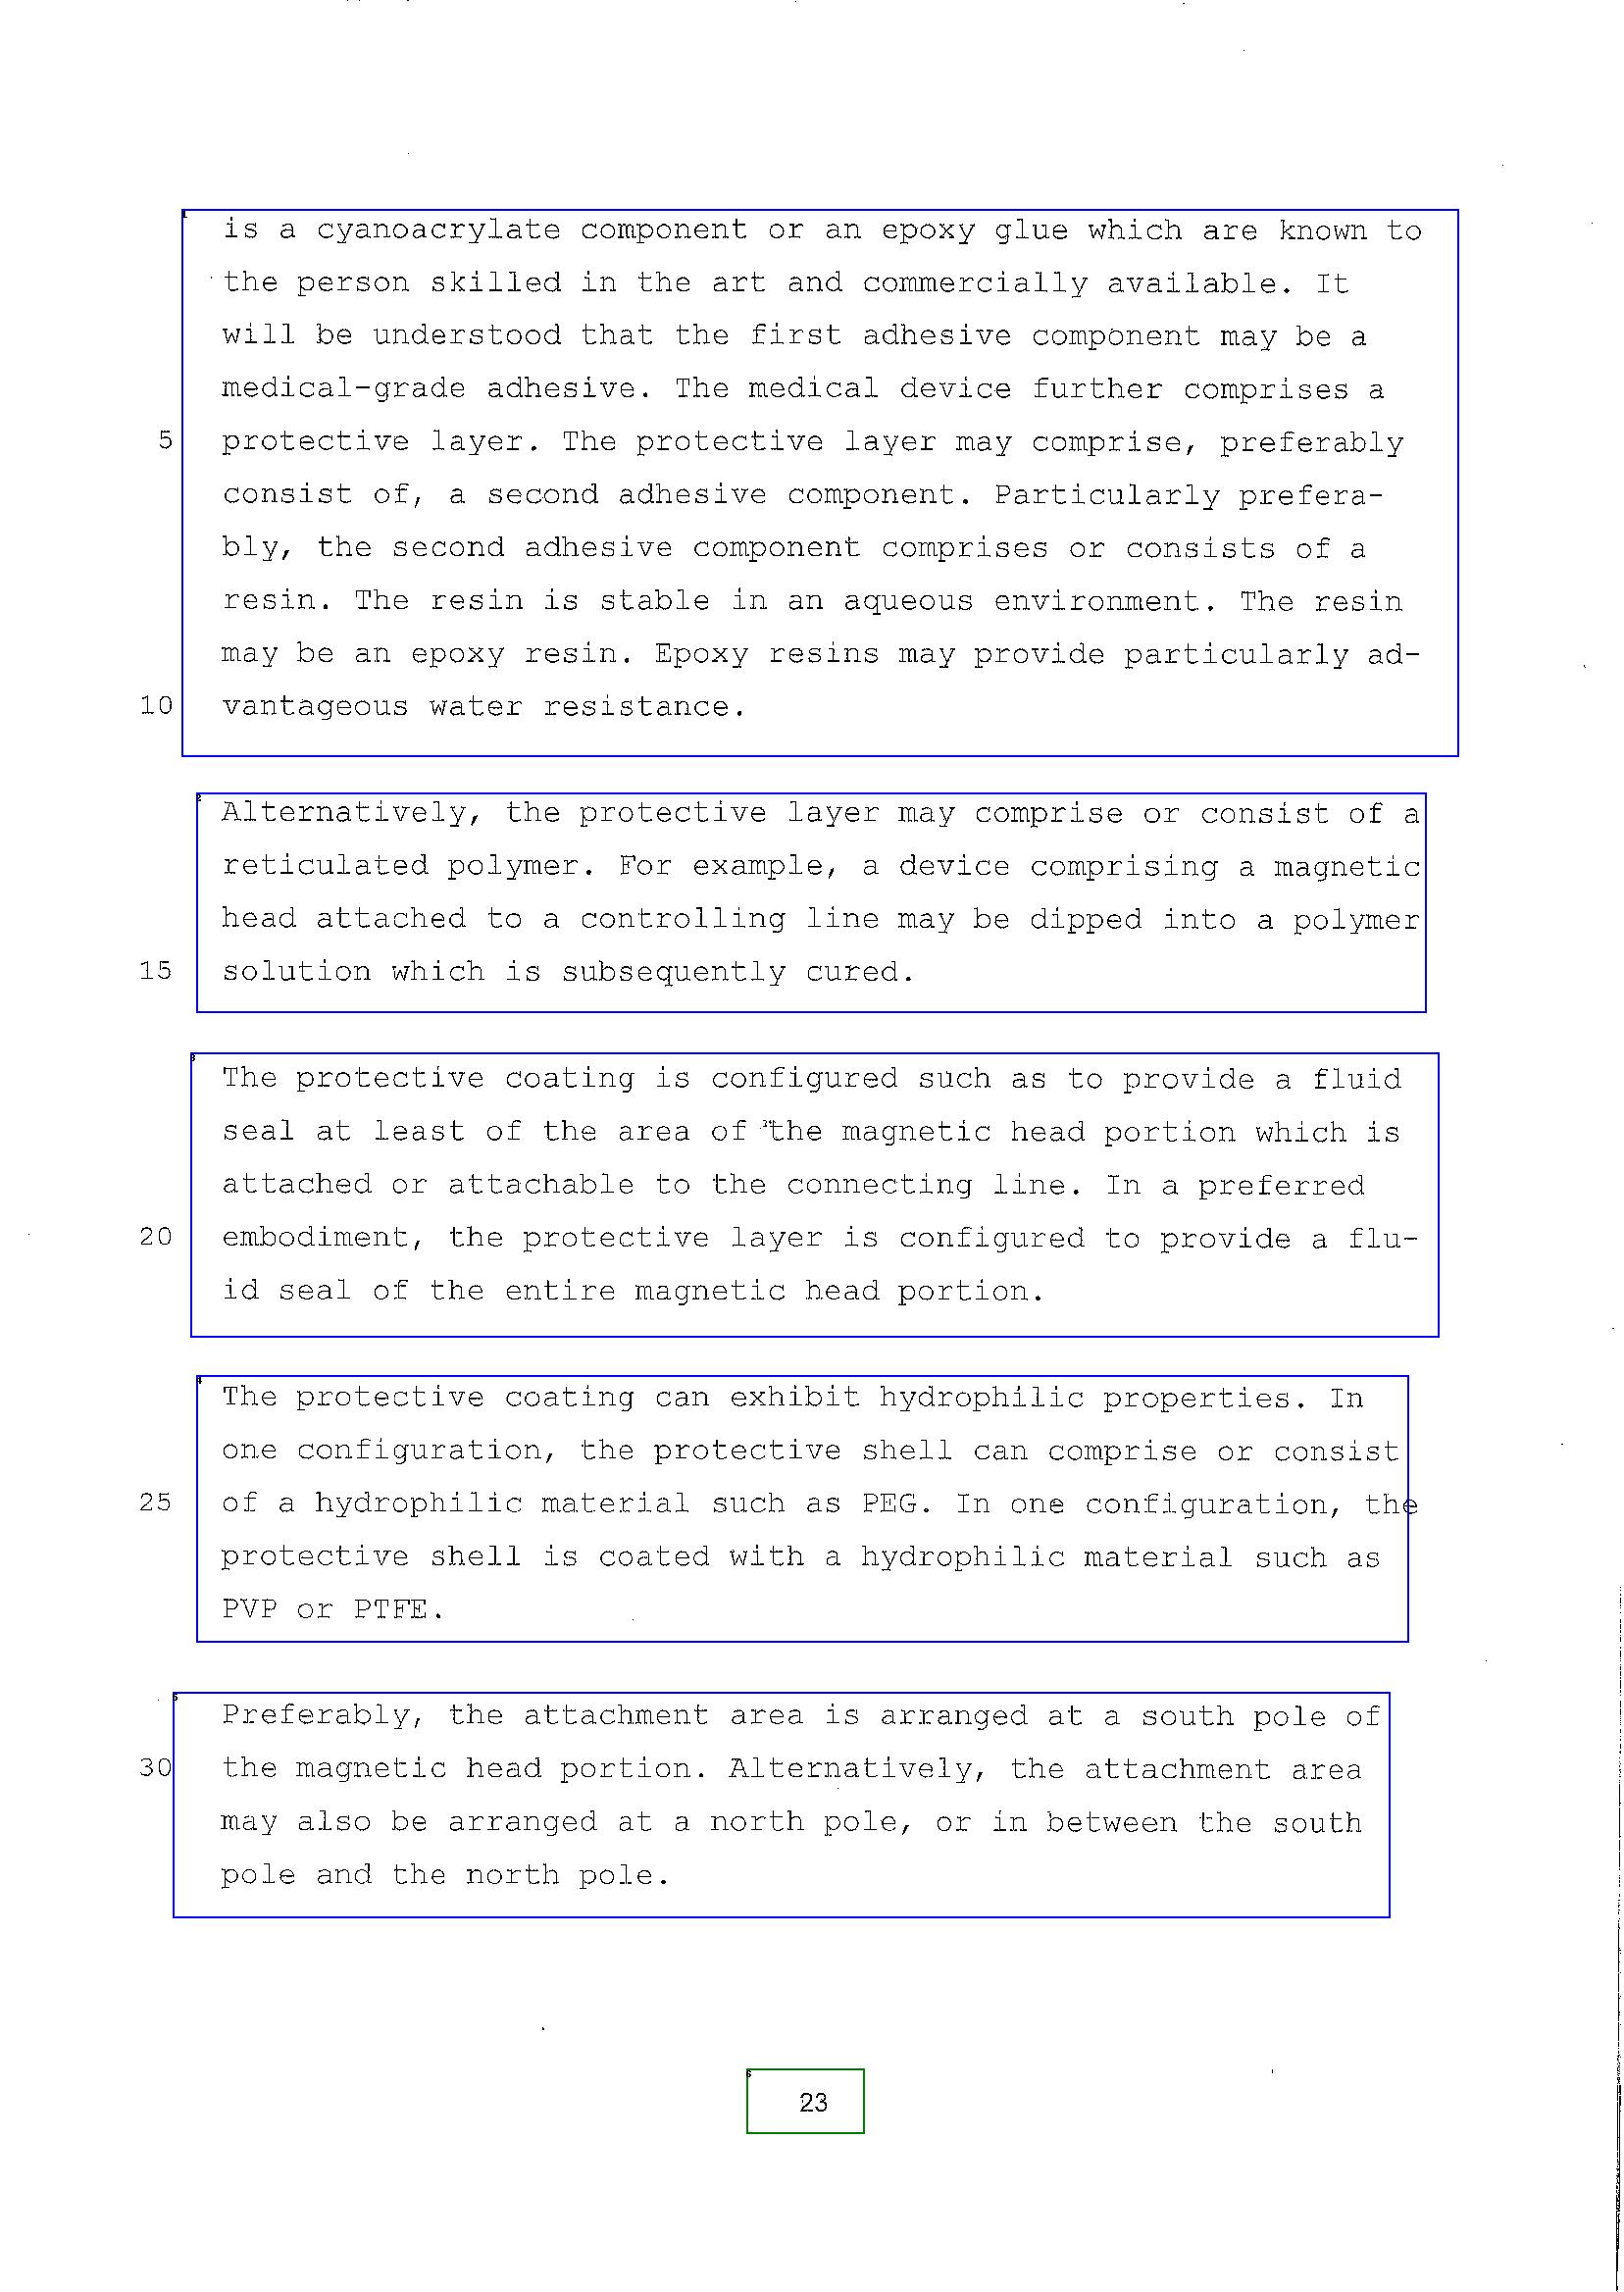 is a cyanoacrylate component or an epoxy glue which are known to
the person skilled in the art and commercially available. It
will be understood that the first adhesive component may be a
medical-grade adhesive. The medical device further comprises a
5 protective layer. The protective layer may comprise, preferably
consist of, a second adhesive component. Particularly prefera-
bly, the second adhesive component comprises or consists of a
resin. The resin is stable in an aqueous environment. The resin
may be an epoxy resin. Epoxy resins may provide particularly ad-
10 vantageous water resistance.
Alternatively, the protective layer may comprise or consist of a
reticulated polymer. For example, a device comprising a magnetic
head attached to a controlling line may be dipped into a polymer
15 solution which is subsequently cured.
The protective coating is configured such as to provide a fluid
seal at least of the area of the magnetic head portion which is
attached or attachable to the connecting line. In a preferred
20 embodiment, the protective layer is configured to provide a flu-
id seal of the entire magnetic head portion.
The protective coating can exhibit hydrophilic properties. In
one configuration, the protective shell can comprise or consist
25 of a hydrophilic material such as PEG. In one configuration, the
protective shell is coated with a hydrophilic material such as
PVP or PTFE.
Preferably, the attachment area is arranged at a south pole of
30 the magnetic head portion. Alternatively, the attachment area
may also be arranged at a north pole, or in between the south
pole and the north pole.
23